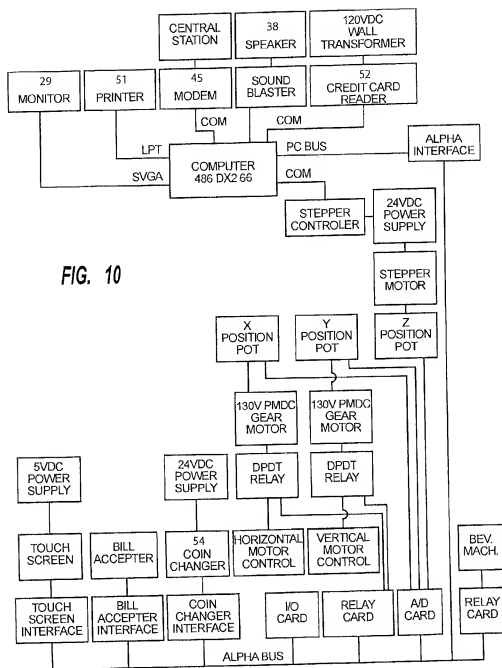 CENTRAL
STATION
38
SPEAKER
120VDC
WALL
TRANSFORMER
29
MONITOR
51
PRINTER
45
MODEM
SOUND
BLASTER
52
CREDIT CARD
READER
COM
COM
LPT
SVGA
COMPUTER
486 DX2 66
PC BUS
COM
ALPHA
INTERFACE
STEPPER
CONTROLER
24VDC
POWER
SUPPLY
STEPPER
MOTOR
FIG. 10
X
POSITION
POT
Y
POSITION
POT
Z
POSITION
POT
130V PMDC
GEAR
MOTOR
130V PMDC
GEAR
MOTOR
5VDC
POWER
SUPPLY
24VDC
POWER
SUPPLY
DPDT
RELAY
DPDT
RELAY
TOUCH
SCREEN
BILL
ACCEPTER
54
COIN
CHANGER
HORIZONTAL
MOTOR
CONTROL
VERTICAL
MOTOR
CONTROL
BEV.
MACH.
TOUCH
SCREEN
INTERFACE
BILL
ACCEPTER
INTERFACE
COIN
CHANGER
INTERFACE
I/O
CARD
RELAY
CARD
A/D
CARD
RELAY
CARD
ALPHA BUS